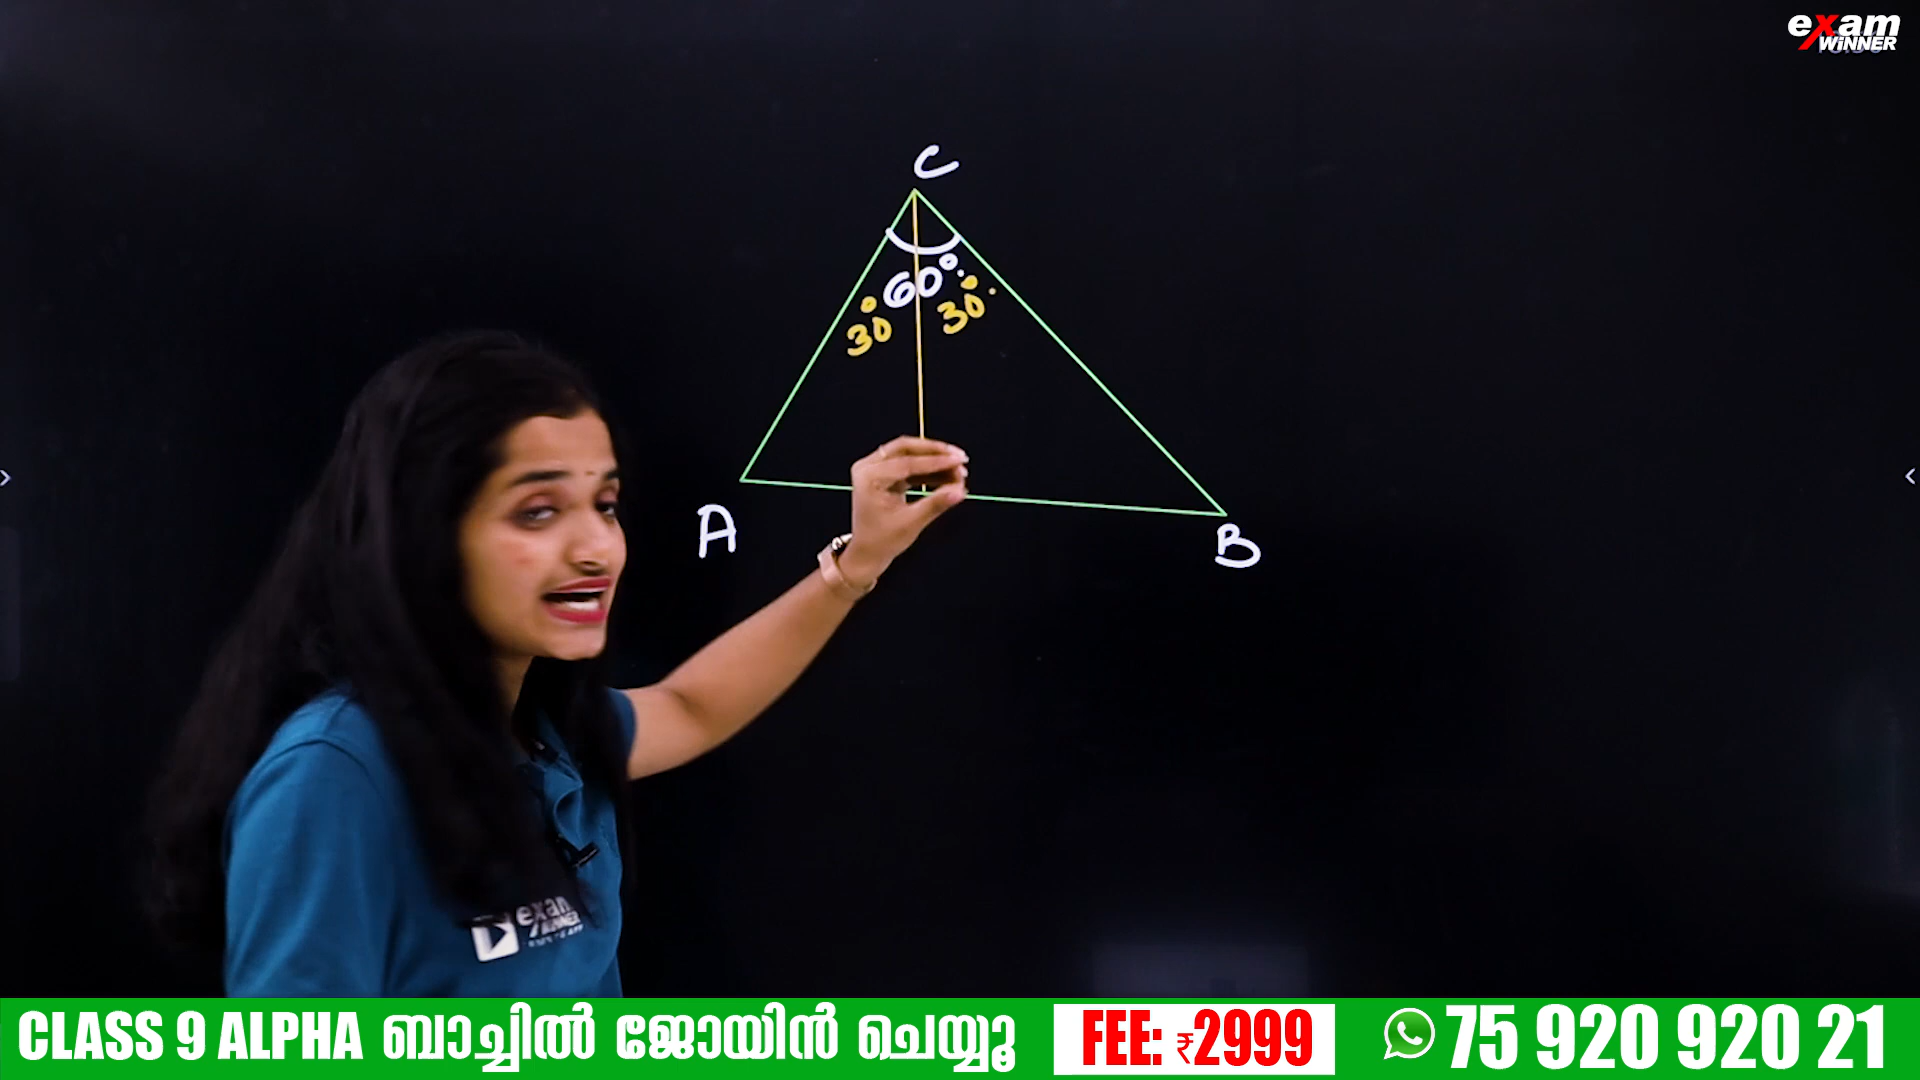 exam
WINNER
C
60°
30° 30°
A
B
exam
WINNER
CLASS 9 ALPHA ബാച്ചിൽ ജോയിൻ ചെയ്യൂ
FEE: ₹2999
75 920 920 21